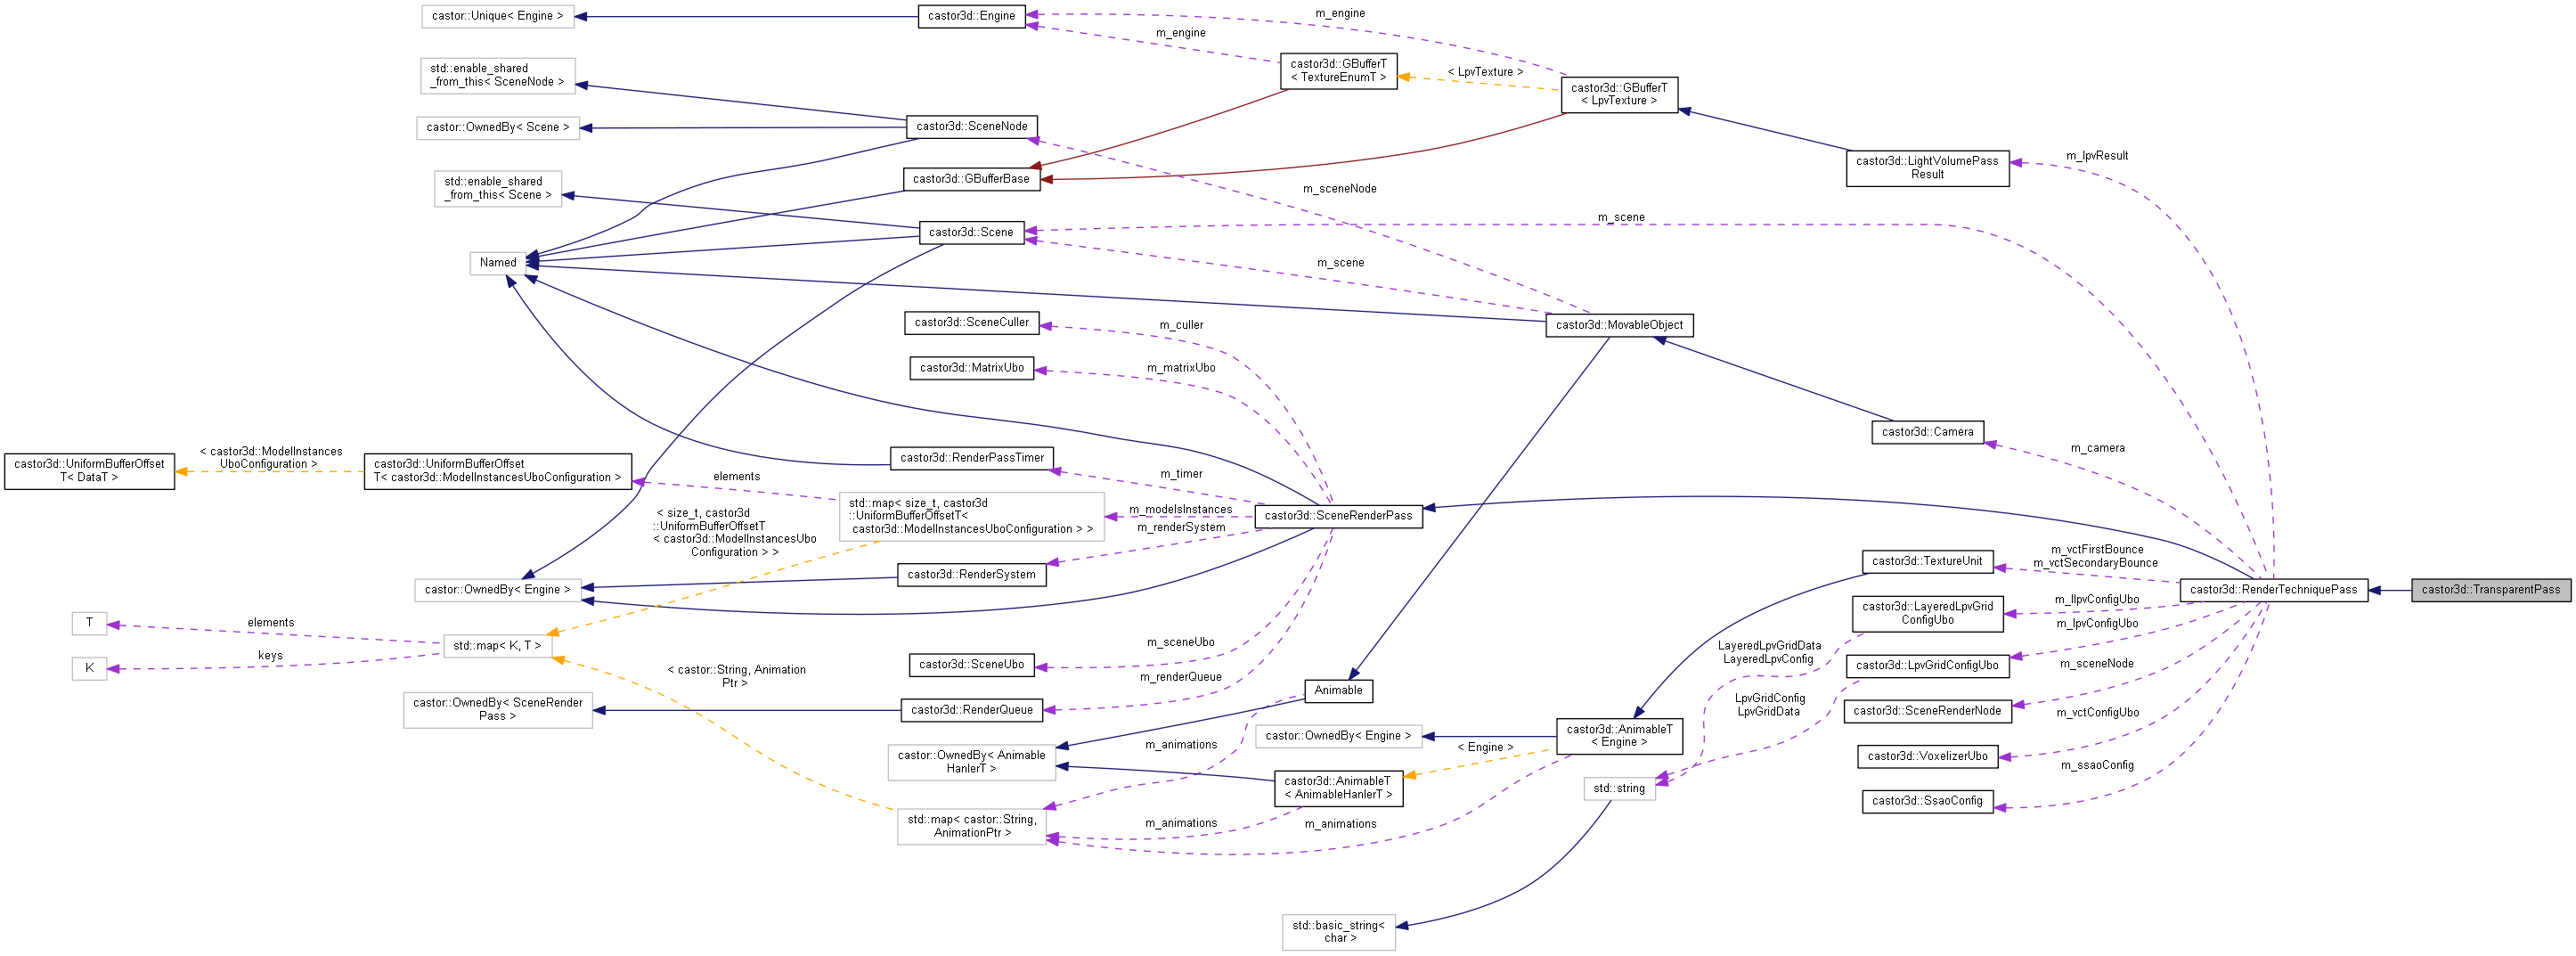 castor::Unique< Engine >
castor3d::Engine
m_engine
m_engine
std::enable_shared
_from_this< SceneNode >
castor3d::GBufferT
< TextureEnumT >
< LpvTexture >
castor3d::GBufferT
< LpvTexture >
castor::OwnedBy< Scene >
castor3d::SceneNode
castor3d::LightVolumePass
Result
m_lpvResult
std::enable_shared
_from_this< Scene >
castor3d::GBufferBase
m_sceneNode
m_scene
castor3d::Scene
Named
m_scene
castor3d::SceneCuller
m_culler
castor3d::MovableObject
castor3d::MatrixUbo
m_matrixUbo
castor3d::Camera
m_camera
castor3d::UniformBufferOffset
T< DataT >
< castor3d::ModelInstances
UboConfiguration >
castor3d::UniformBufferOffset
T< castor3d::ModelInstancesUboConfiguration >
elements
castor3d::RenderPassTimer
m_timer
< size_t, castor3d
::UniformBufferOffsetT
< castor3d::ModelInstancesUbo
Configuration > >
std::map< size_t, castor3d
::UniformBufferOffsetT<
castor3d::ModelInstancesUboConfiguration > >
m_modelsInstances
m_renderSystem
castor3d::SceneRenderPass
castor::OwnedBy< Engine >
castor3d::RenderSystem
castor3d::TextureUnit
m_vctFirstBounce
m_vctSecondaryBounce
castor3d::RenderTechniquePass
castor3d::TransparentPass
castor3d::LayeredLpvGrid
ConfigUbo
m_llpvConfigUbo
m_lpvConfigUbo
T
elements
K
keys
std::map< K, T >
castor3d::SceneUbo
m_sceneUbo
m_renderQueue
LayeredLpvGridData
LayeredLpvConfig
castor3d::LpvGridConfigUbo
m_sceneNode
< castor::String, Animation
Ptr >
castor::OwnedBy< SceneRender
Pass >
castor3d::RenderQueue
Animable
LpvGridConfig
LpvGridData
castor3d::SceneRenderNode
m_vctConfigUbo
castor::OwnedBy< Animable
HanlerT >
m_animations
castor::OwnedBy< Engine >
< Engine >
castor3d::AnimableT
< Engine >
castor3d::VoxelizerUbo
m_ssaoConfig
castor3d::AnimableT
< AnimableHanlerT >
std::string
castor3d::SsaoConfig
std::map< castor::String,
AnimationPtr >
m_animations
m_animations
std::basic_string<
char >